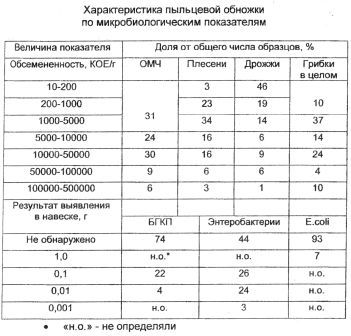 Характеристика пыльцевой обножки
по микробиологическим показателям
Величина показателя Доля от общего числа образцов, %
Обсемененность, КОЕ/г ОМЧ Плесени Дрожжи Грибки
в целом
10-200 3 46
200-1000 31 23 19 10
1000-5000 34 14 37
5000-10000 24 16 6 14
10000-50000 30 16 9 24
50000-100000 9 6 3 4
100000-500000 6 3 1 10
Результат выявления
в навеске, г БГКП Энтеробактерии E.coli
Не обнаружено 74 44 93
1,0 н.о.* н.о. 7
0,1 22 26 н.о.
0,01 4 24 н.о.
0,001 3 н.о.
• «н.о.» - не определяли